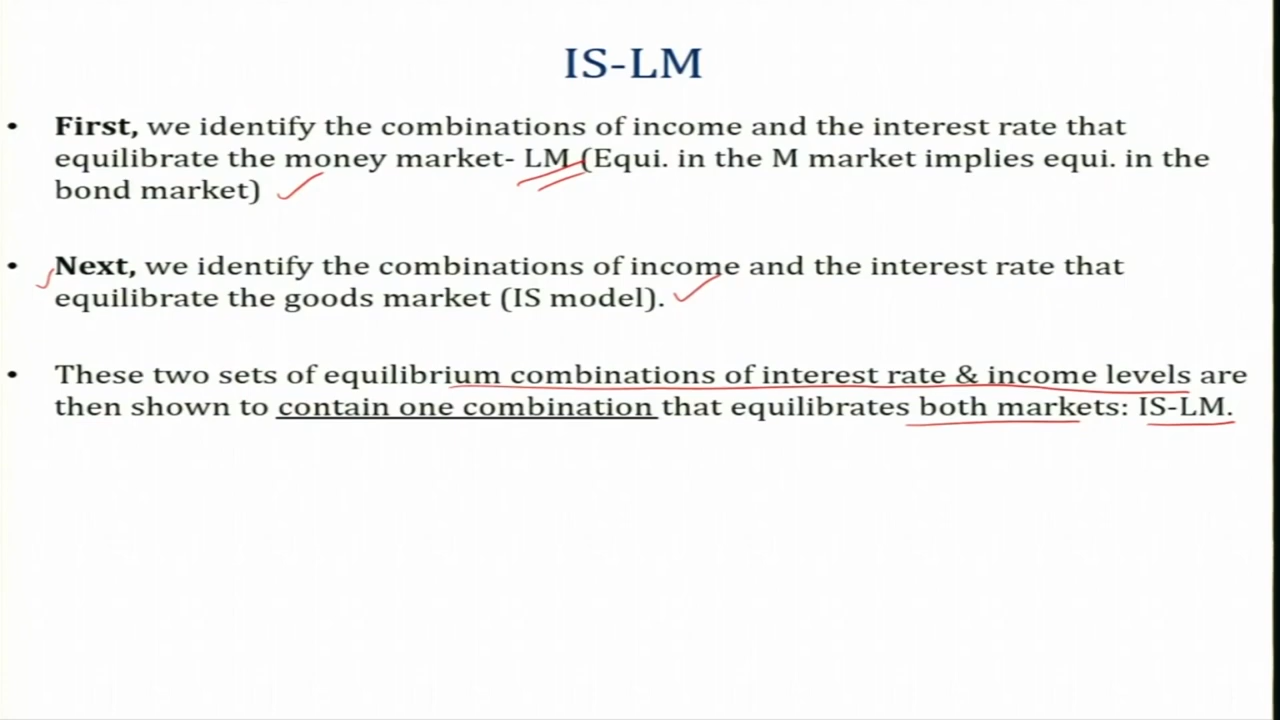 IS-LM
• First, we identify the combinations of income and the interest rate that
equilibrate the money market- LM (Equi. in the M market implies equi. in the
bond market)
• Next, we identify the combinations of income and the interest rate that
equilibrate the goods market (IS model).
• These two sets of equilibrium combinations of interest rate & income levels are
then shown to contain one combination that equilibrates both markets: IS-LM.